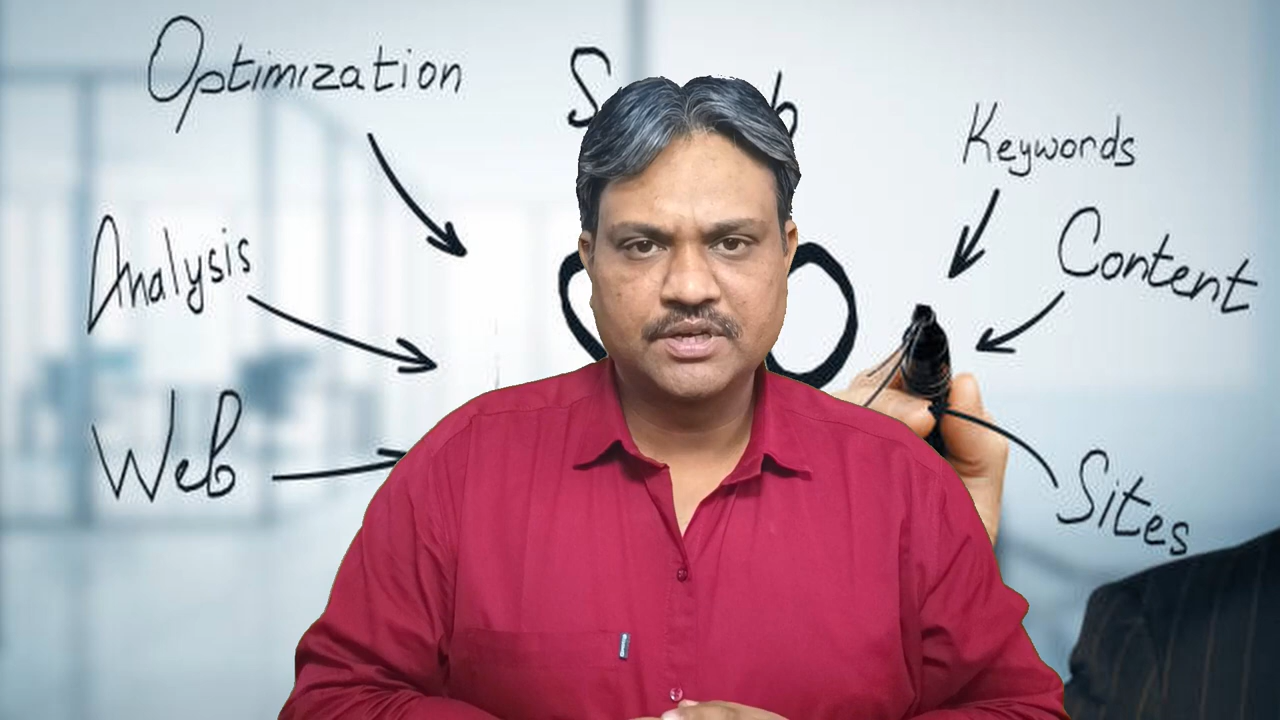 Optimization
Keywords
Analysis
Content
Web
Sites